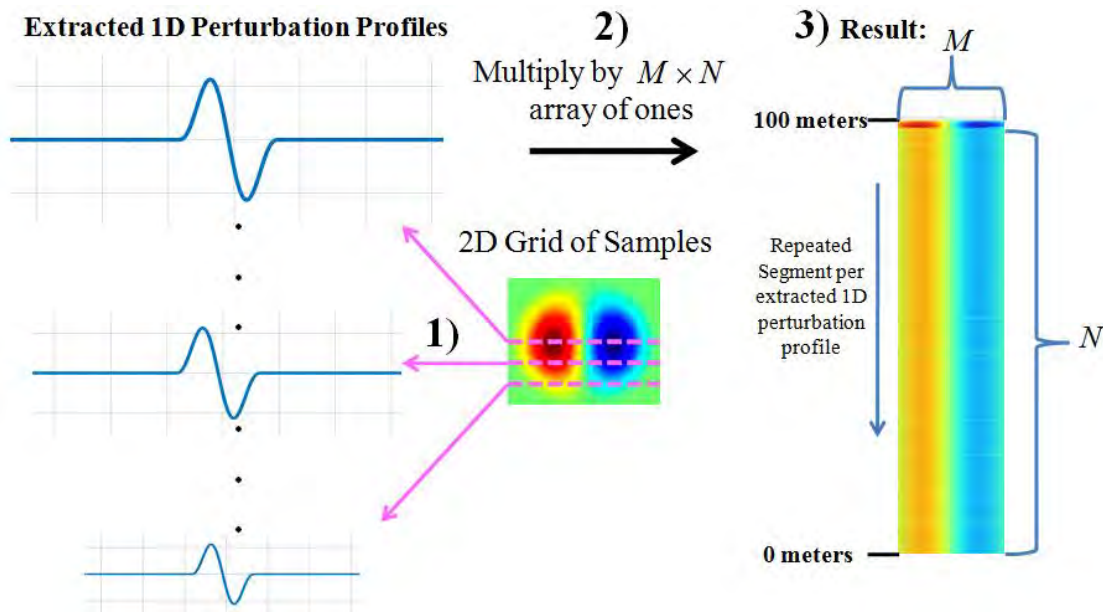 Extracted 1D Perturbation Profiles
2)
Multiply by M × N
array of ones
3) Result:
M
100 meters
1)
2D Grid of Samples
Repeated
Segment per
extracted 1D
perturbation
profile
N
0 meters